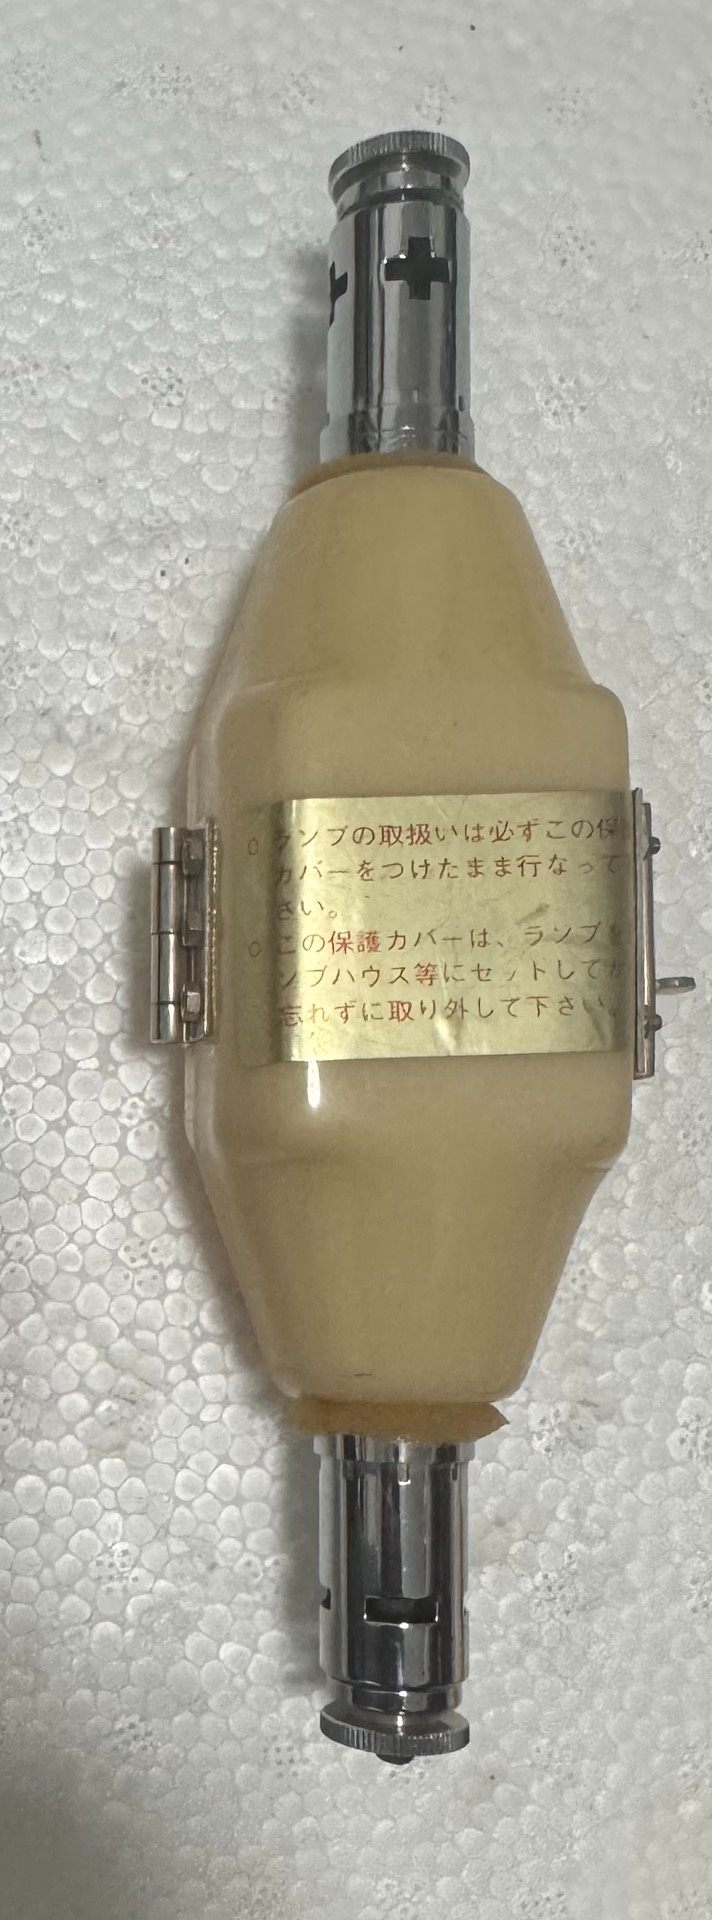 ○ ランプの取扱いは必ずこの保
カバーをつけたまま行なって
さい。
○ この保護カバーは、ランプを
ンプハウス等にセットして
忘れずに取り外して下さい。